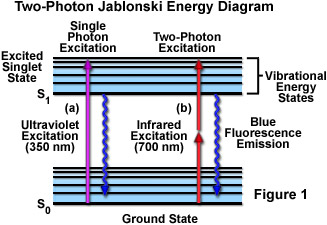 Two-Photon Jablonski Energy Diagram
Single
Photon
Excitation
Two-Photon
Excitation
Excited
Singlet
State
S1
Vibrational
Energy
States
(a)
(b)
Ultraviolet
Excitation
(350 nm)
Infrared
Excitation
(700 nm)
Blue
Fluorescence
Emission
S0
Ground State
Figure 1